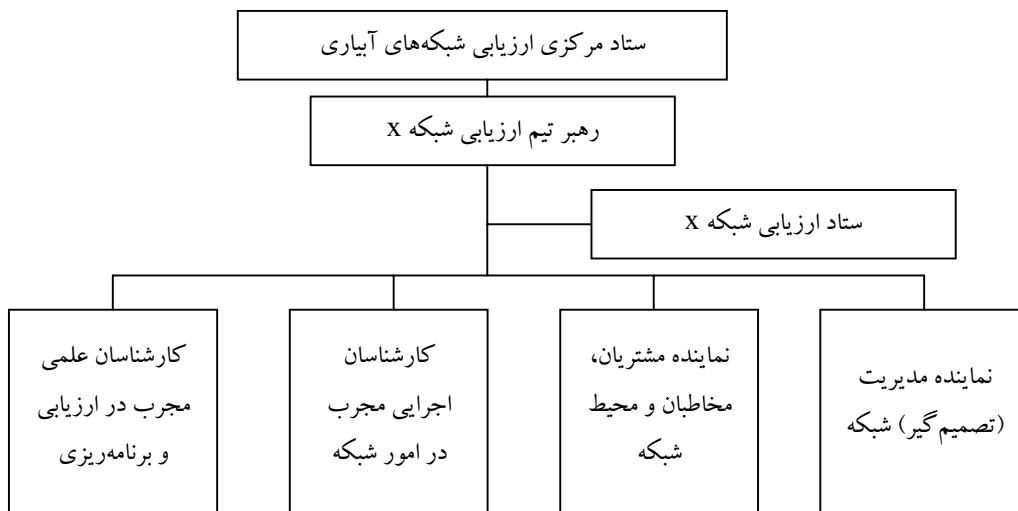 ستاد مرکزی ارزیابی شبکه‌های آبیاری
رهبر تیم ارزیابی شبکه x
ستاد ارزیابی شبکه x
نماینده مدیریت
(تصمیم‌گیر) شبکه
نماینده مشتریان،
مخاطبان و محیط
شبکه
کارشناسان
اجرایی مجرب
در امور شبکه
کارشناسان علمی
مجرب در ارزیابی
و برنامه‌ریزی